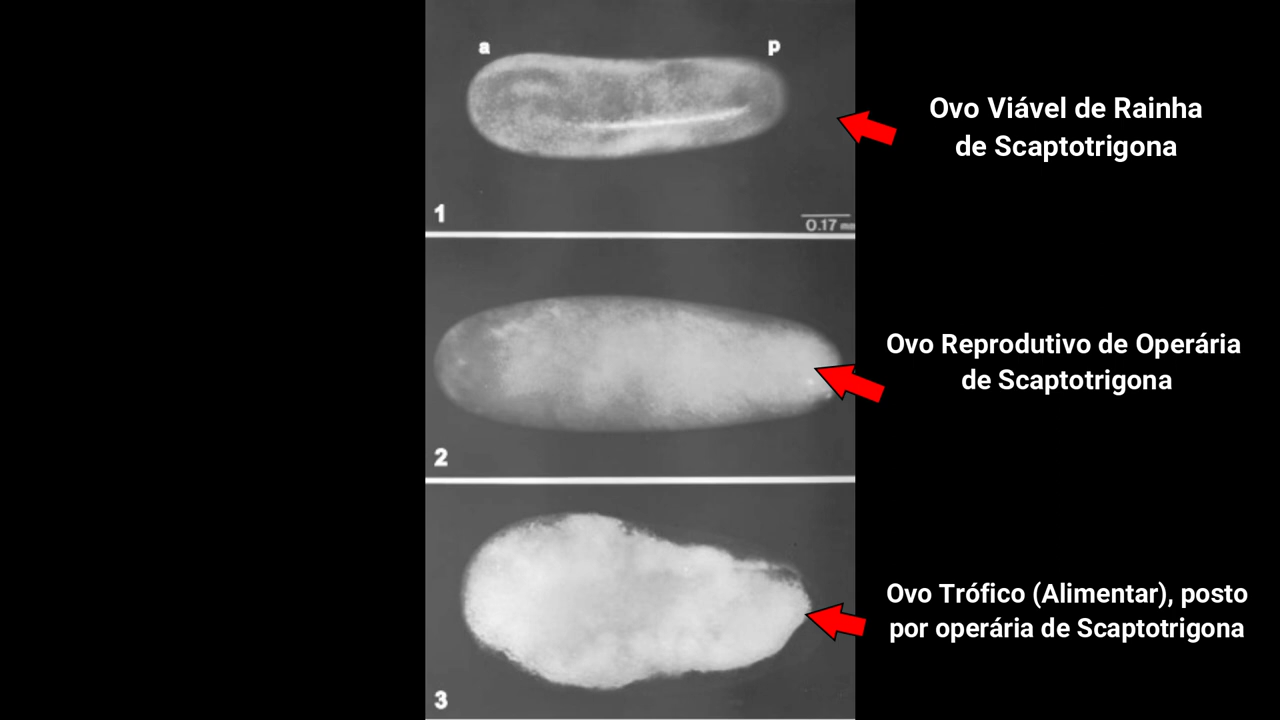 a
p
Ovo Viável de Rainha
de Scaptotrigona
1
0.17 mm
Ovo Reprodutivo de Operária
de Scaptotrigona
2
Ovo Trófico (Alimentar), posto
por operária de Scaptotrigona
3